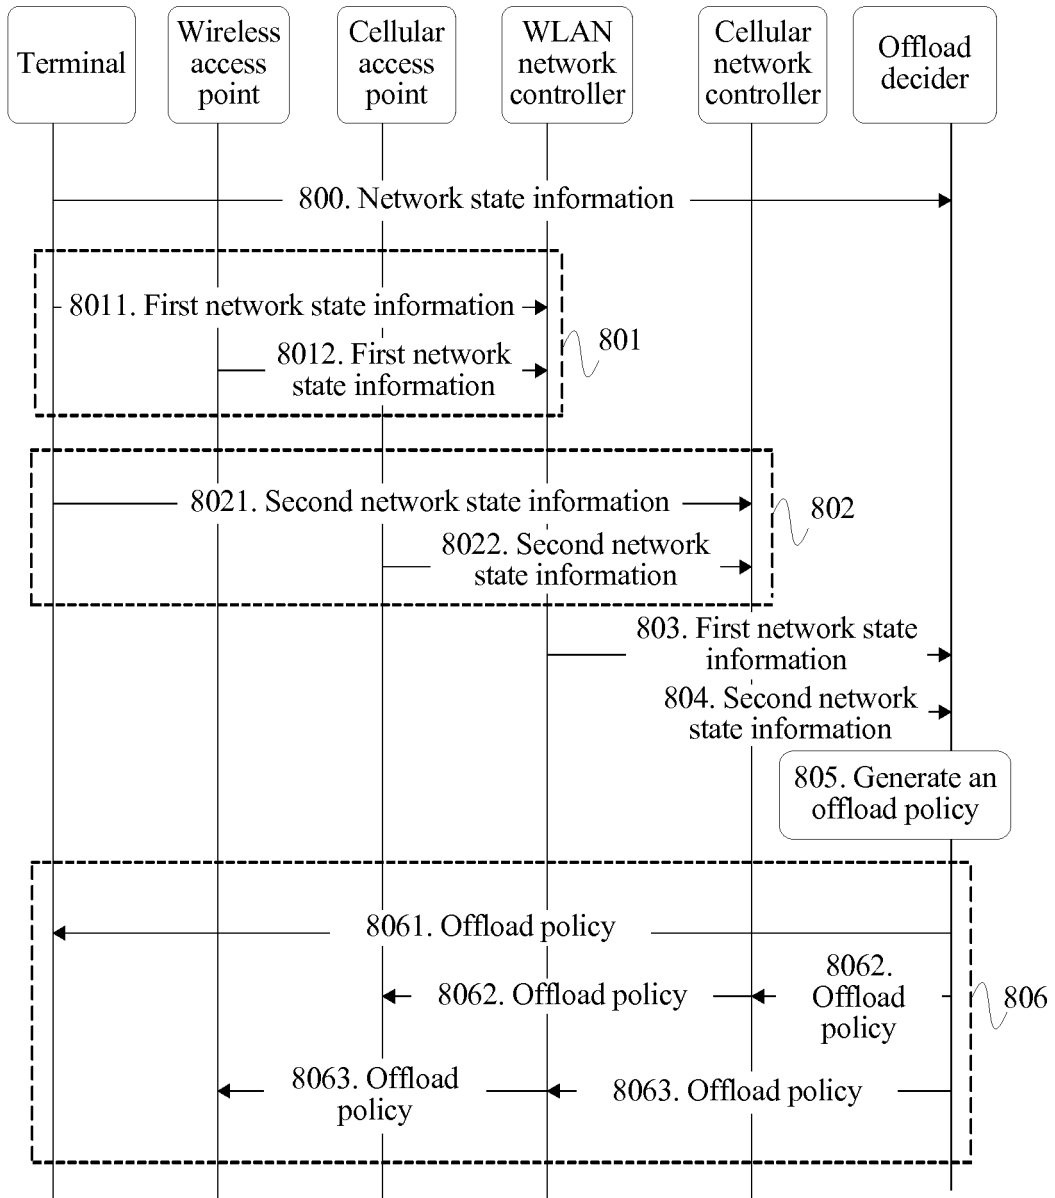 Terminal
Wireless
access
point
Cellular
access
point
WLAN
network
controller
Cellular
network
controller
Offload
decider
800. Network state information
8011. First network state information
8012. First network
state information
801
8021. Second network state information
8022. Second network
state information
802
803. First network state
information
804. Second network
state information
805. Generate an
offload policy
8061. Offload policy
8062. Offload policy
8062.
Offload
policy
806
8063. Offload
policy
8063. Offload policy